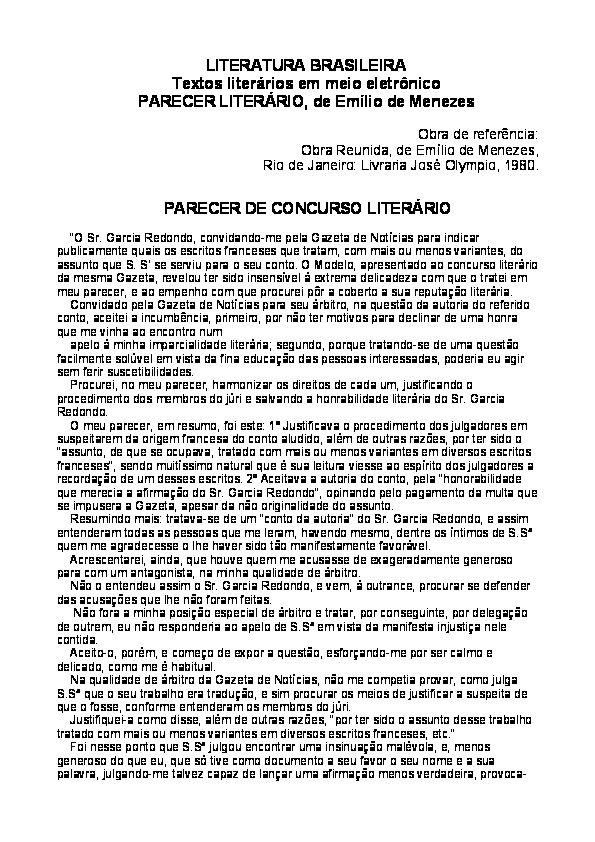 LITERATURA BRASILEIRA
Textos literários em meio eletrônico
PARECER LITERÁRIO, de Emílio de Menezes
Obra de referência:
Obra Reunida, de Emílio de Menezes,
Rio de Janeiro: Livraria José Olympio, 1980.
PARECER DE CONCURSO LITERÁRIO
"O Sr. Garcia Redondo, convidando-me pela Gazeta de Notícias para indicar
publicamente quais os escritos franceses que tratam, com mais ou menos variantes, do
assunto que S. Sª se serviu para o seu conto. O Modelo, apresentado ao concurso literário
da mesma Gazeta, revelou ter sido insensível à extrema delicadeza com que o tratei em
meu parecer, e ao empenho com que procurei pôr a coberto a sua reputação literária.
Convidado pela Gazeta de Notícias para seu árbitro, na questão da autoria do referido
conto, aceitei a incumbência, primeiro, por não ter motivos para declinar de uma honra
que me vinha ao encontro num
apelo à minha imparcialidade literária; segundo, porque tratando-se de uma questão
facilmente solúvel em vista da fina educação das pessoas interessadas, poderia eu agir
sem ferir suscetibilidades.
Procurei, no meu parecer, harmonizar os direitos de cada um, justificando o
procedimento dos membros do júri e salvando a honrabilidade literária do Sr. Garcia
Redondo.
O meu parecer, em resumo, foi este: 1ª Justificava o procedimento dos julgadores em
suspeitarem da origem francesa do conto aludido, além de outras razões, por ter sido o
"assunto, de que se ocupava, tratado com mais ou menos variantes em diversos escritos
franceses", sendo muitíssimo natural que é sua leitura viesse ao espírito dos julgadores a
recordação de um desses escritos. 2ª Aceitava a autoria do conto, pela "honorabilidade
que merecia a afirmação do Sr. Garcia Redondo", opinando pelo pagamento da multa que
se impusera a Gazeta, apesar da não originalidade do assunto.
Resumindo mais: tratava-se de um "conto da autoria" do Sr. Garcia Redondo, e assim
entenderam todas as pessoas que me leram, havendo mesmo, dentre os íntimos de S.Sª
quem me agradecesse o lhe haver sido tão manifestamente favorável.
Acrescentarei, ainda, que houve quem me acusasse de exageradamente generoso
para com um antagonista, na minha qualidade de árbitro.
Não o entendeu assim o Sr. Garcia Redondo, e vem, à outrance, procurar se defender
das acusações que lhe não foram feitas.
Não fora a minha posição especial de árbitro e tratar, por conseguinte, por delegação
de outrem, eu não responderia ao apelo de S.Sª em vista da manifesta injustiça nele
contida.
Aceito-o, porém, e começo de expor a questão, esforçando-me por ser calmo e
delicado, como me é habitual.
Na qualidade de árbitro da Gazeta de Notícias, não me competia provar, como julga
S.Sª que o seu trabalho era tradução, e sim procurar os meios de justificar a suspeita de
que o fosse, conforme entenderam os membros do júri.
Justifiquei-a como disse, além de outras razões, "por ter sido o assunto desse trabalho
tratado com mais ou menos variantes em diversos escritos franceses, etc."
Foi nesse ponto que S.Sª julgou encontrar uma insinuação malévola, e, menos
generoso do que eu, que só tive como documento a seu favor o seu nome e a sua
palavra, julgando-me talvez capaz de lançar uma afirmação menos verdadeira, provoca-